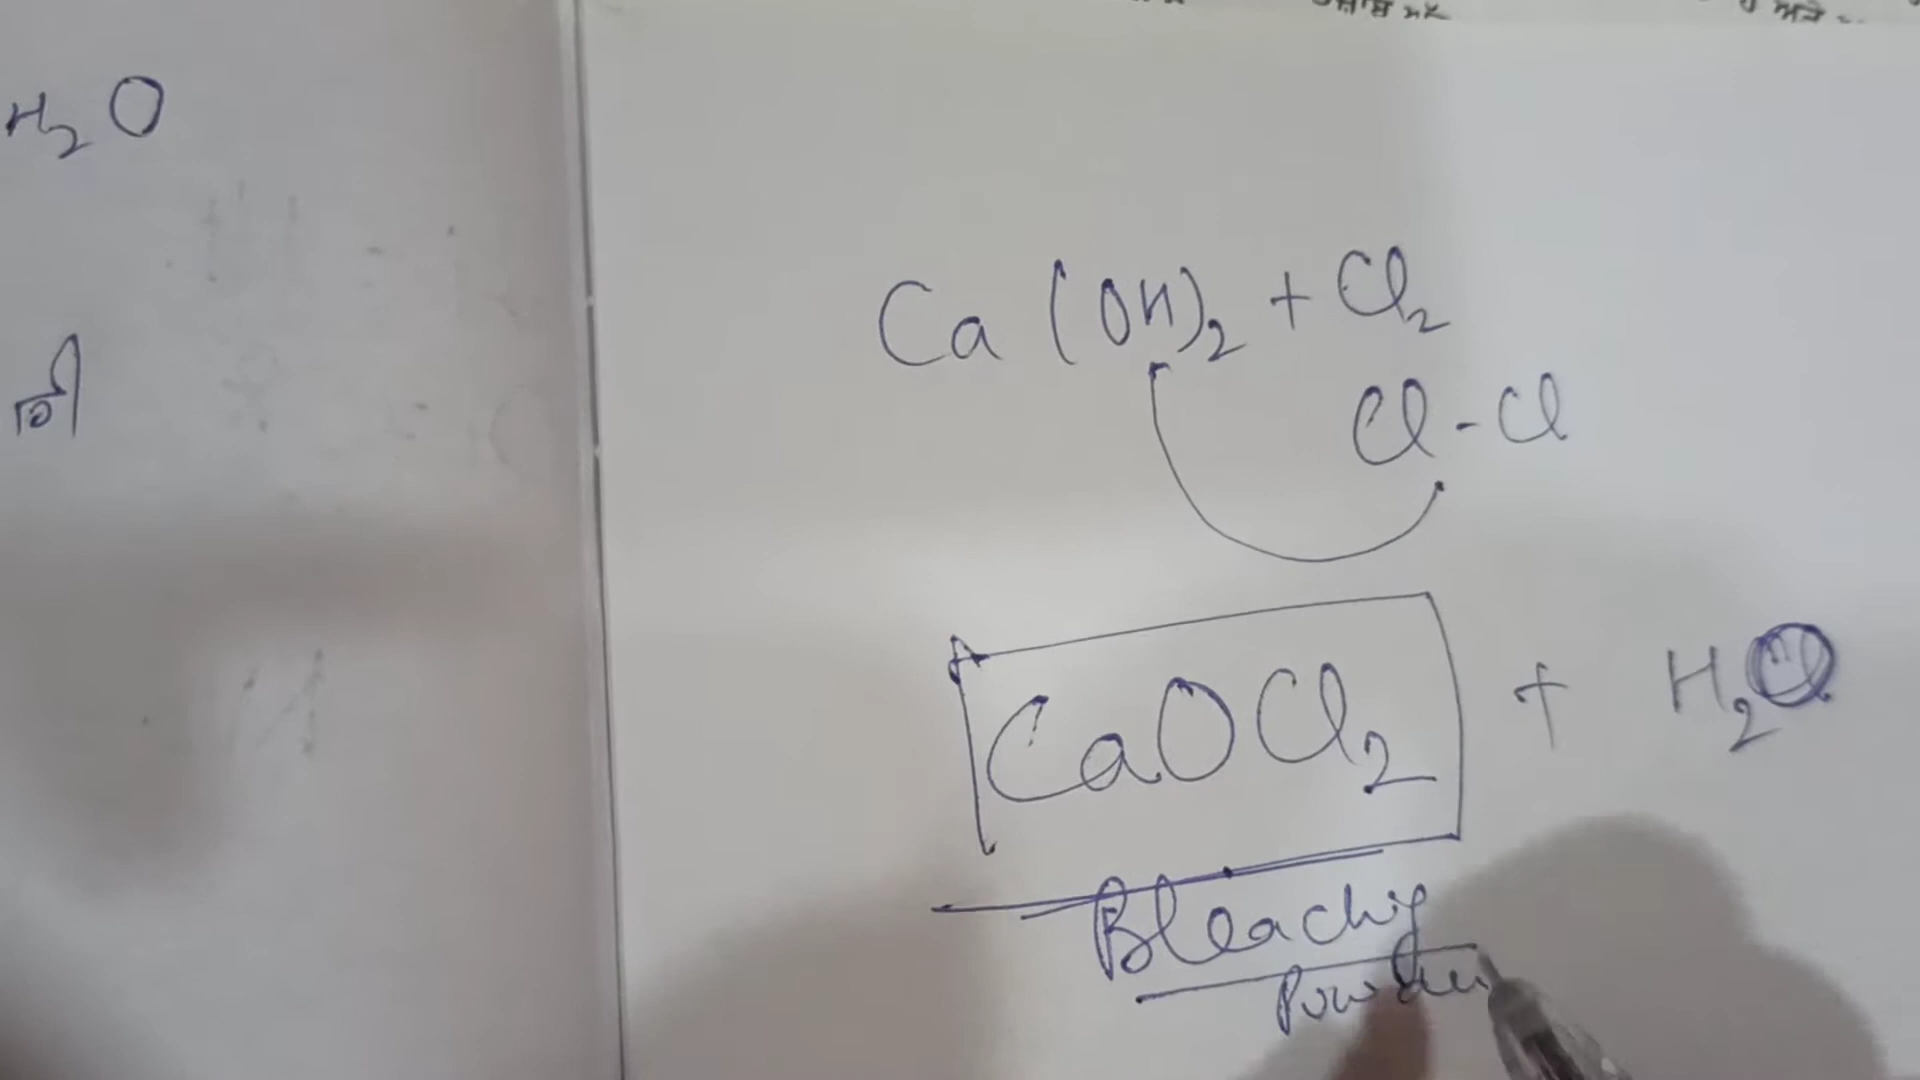 H₂O
Ca(OH)₂ + Cl₂
Cl - Cl
CaOCl₂ + H₂O
Bleaching
Powder